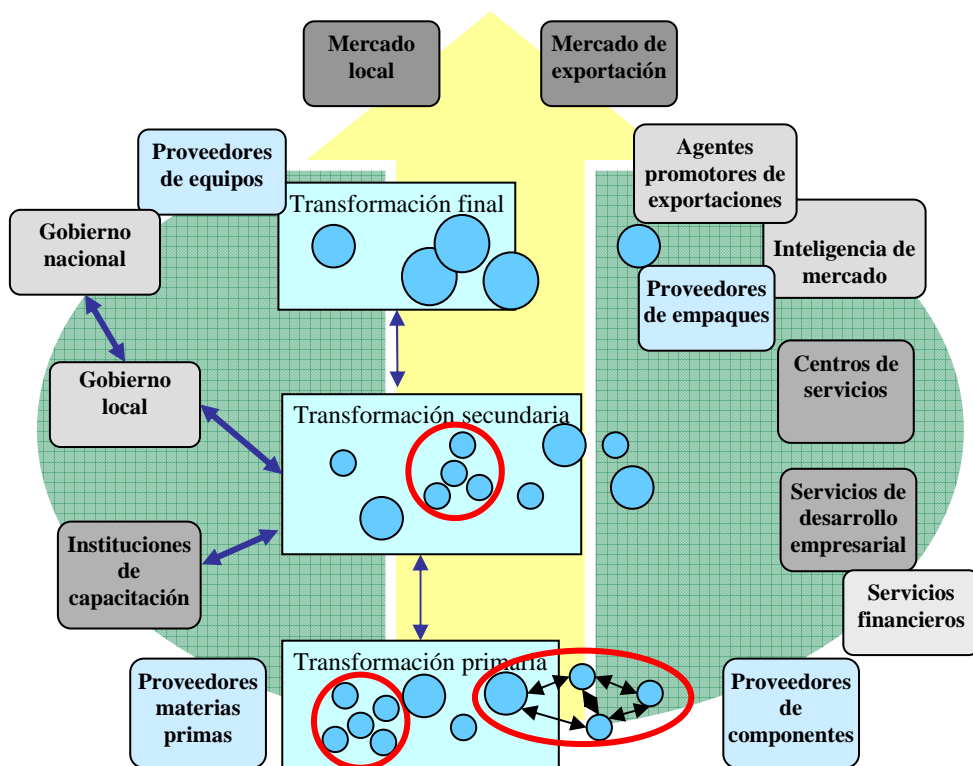 Mercado
local
Mercado de
exportación
Proveedores
de equipos
Agentes
promotores de
exportaciones
Transformación final
Gobierno
nacional
Inteligencia de
mercado
Proveedores
de empaques
Gobierno
local
Centros de
servicios
Transformación secundaria
Servicios de
desarrollo
empresarial
Instituciones
de
capacitación
Servicios
financieros
Transformación primaria
Proveedores
materias
primas
Proveedores
de
componentes